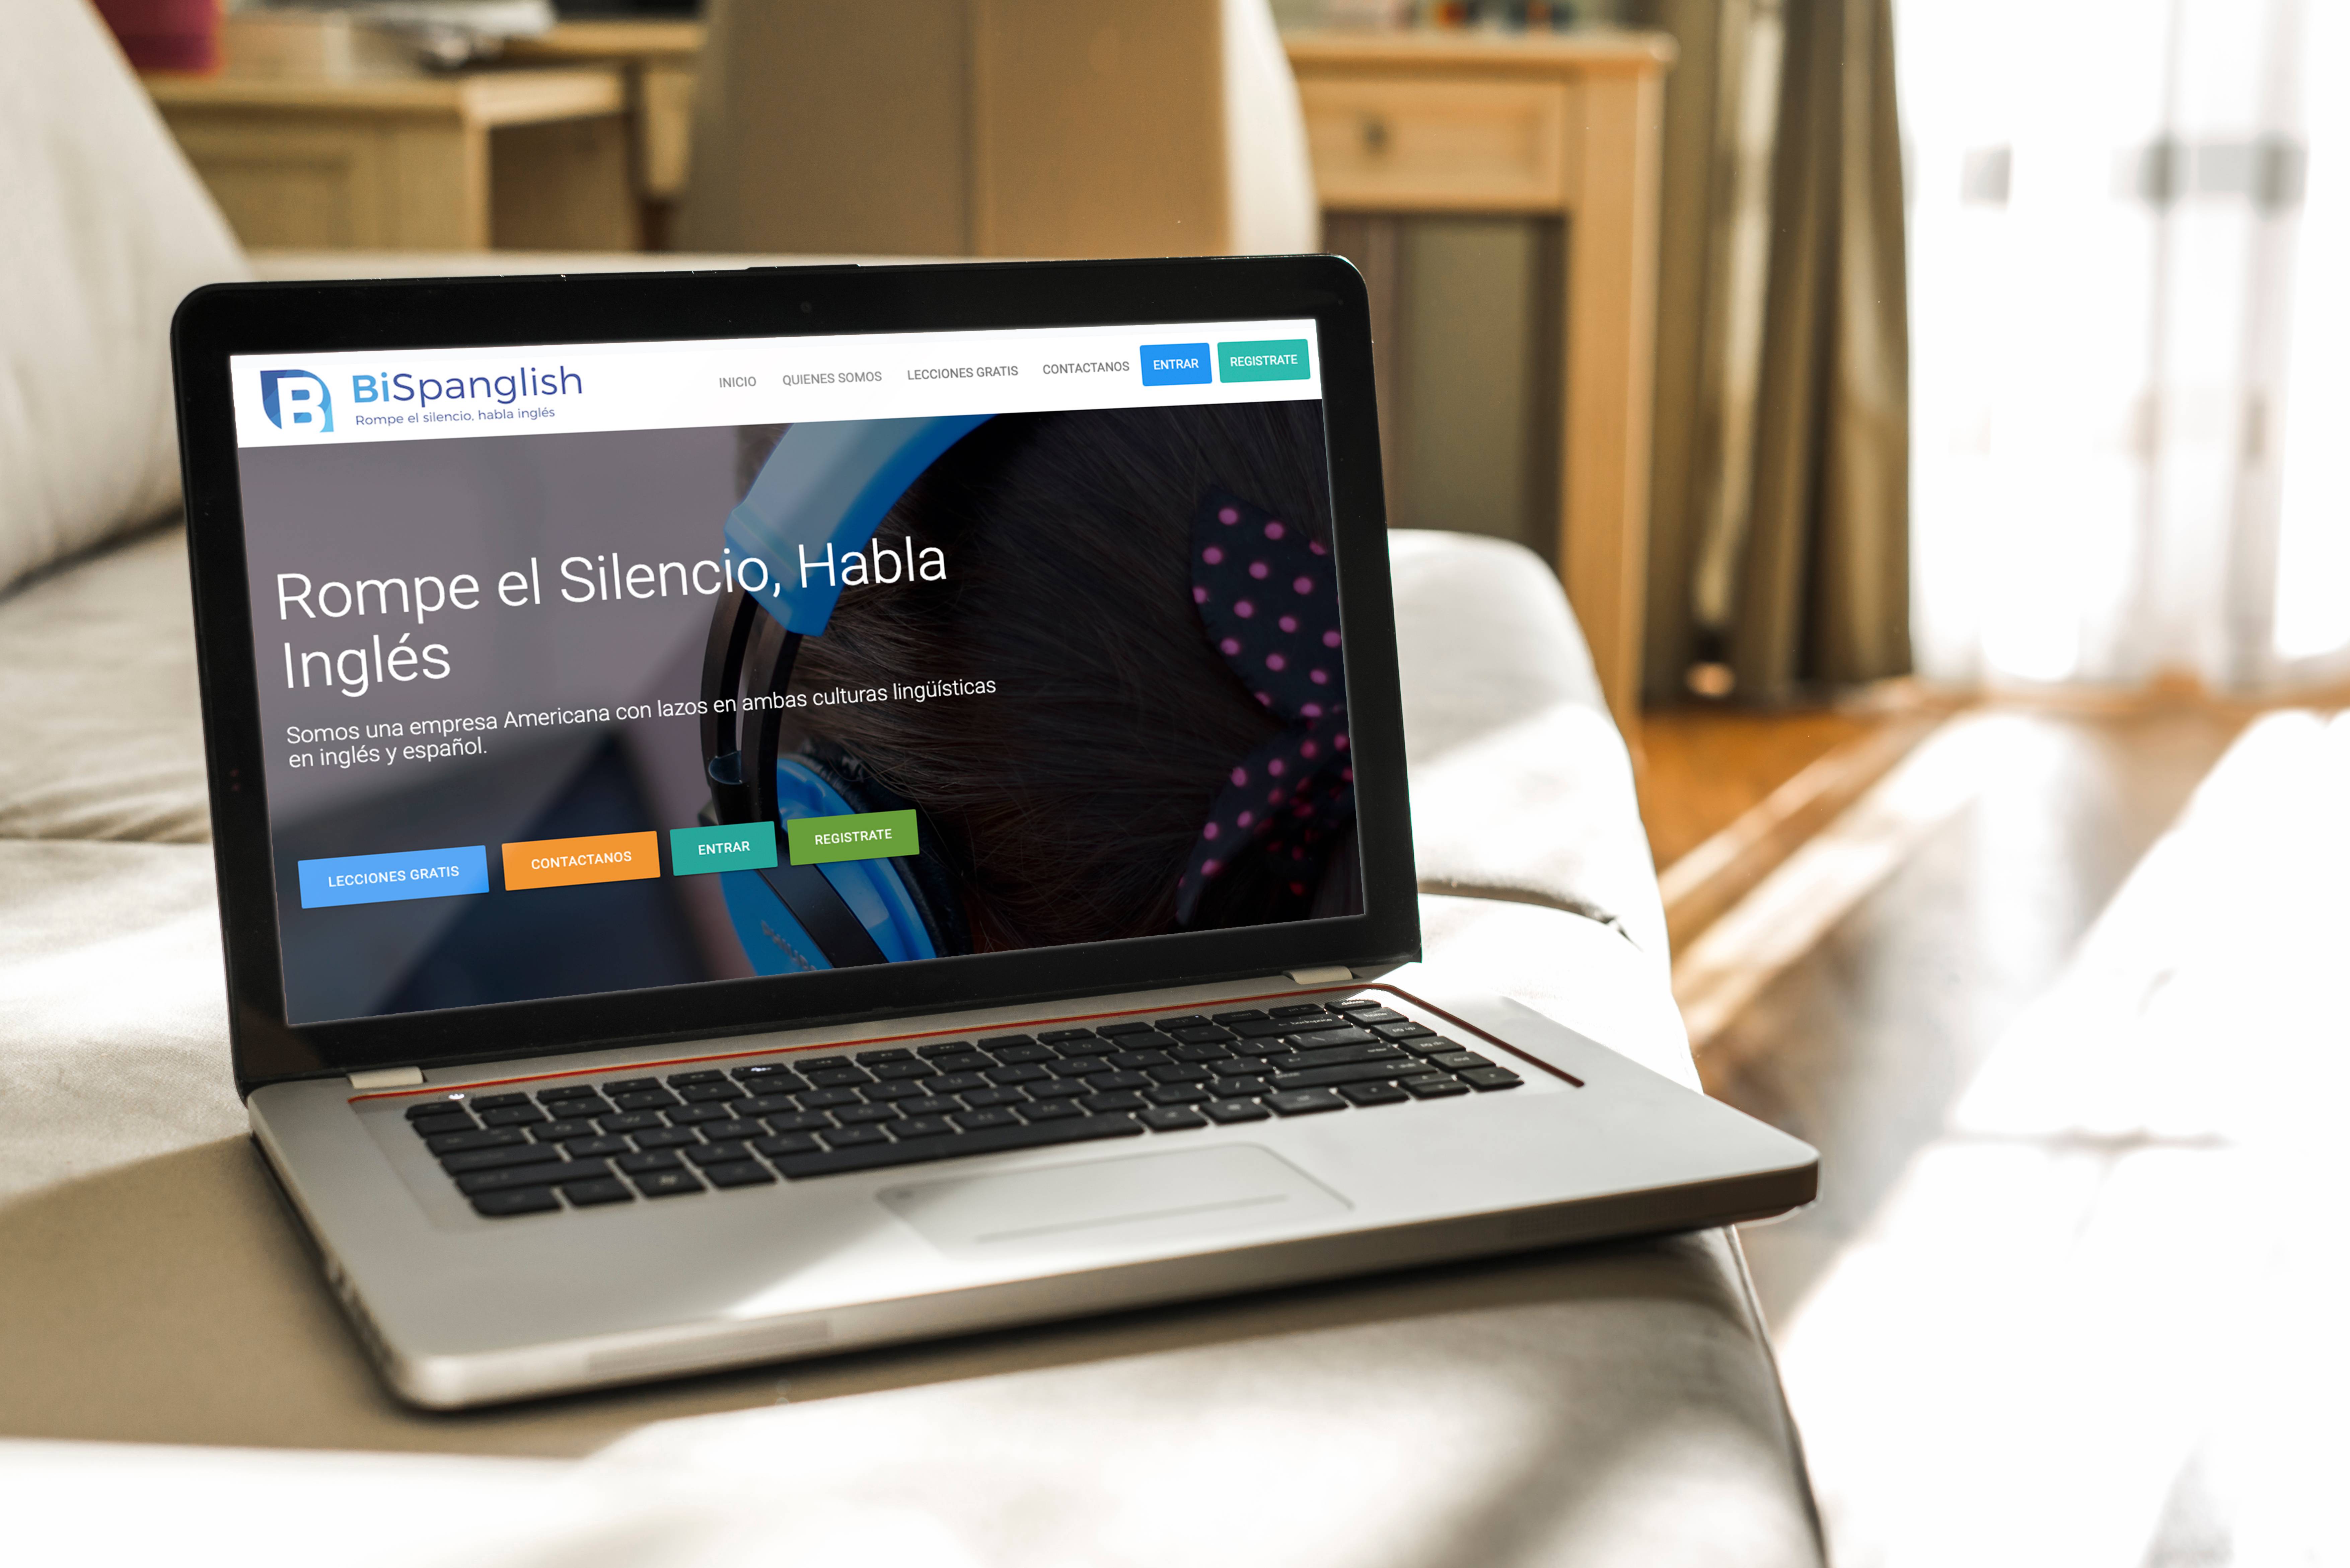 BiSpanglish
Rompe el silencio, habla inglés
INICIO QUIENES SOMOS LECCIONES GRATIS CONTACTANOS ENTRAR REGISTRATE
Rompe el Silencio, Habla
Inglés
Somos una empresa Americana con lazos en ambas culturas lingüísticas
en inglés y español.
LECCIONES GRATIS CONTACTANOS ENTRAR REGISTRATE